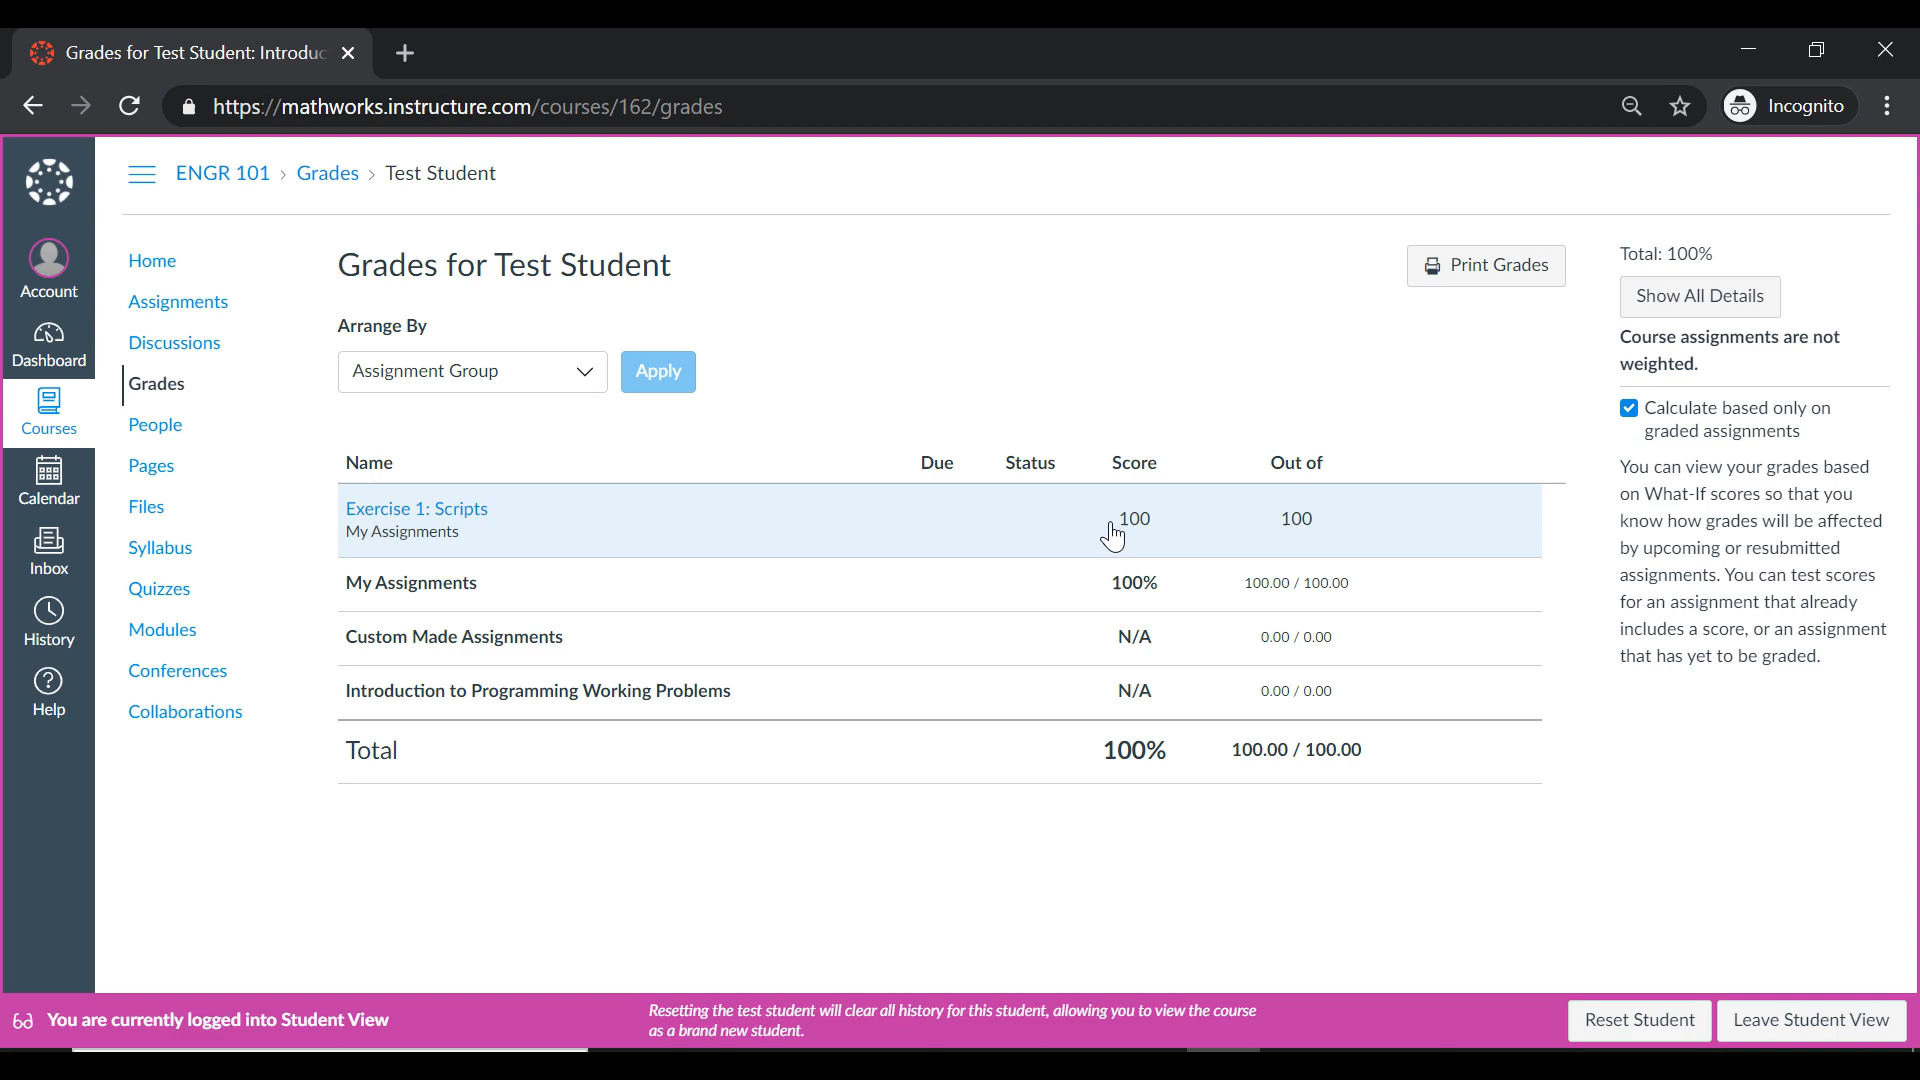 Grades for Test Student: Introduc
https://mathworks.instructure.com/courses/162/grades
Incognito
ENGR 101 › Grades › Test Student
Account
Dashboard
Courses
Calendar
Inbox
History
Help
Home
Assignments
Discussions
Grades
People
Pages
Files
Syllabus
Quizzes
Modules
Conferences
Collaborations
Grades for Test Student
Print Grades
Arrange By
Assignment Group
Apply
Name Due Status Score Out of
Exercise 1: Scripts 100 100
My Assignments
My Assignments 100% 100.00 / 100.00
Custom Made Assignments N/A 0.00 / 0.00
Introduction to Programming Working Problems N/A 0.00 / 0.00
Total 100% 100.00 / 100.00
Total: 100%
Show All Details
Course assignments are not
weighted.
Calculate based only on
graded assignments
You can view your grades based
on What-If scores so that you
know how grades will be affected
by upcoming or resubmitted
assignments. You can test scores
for an assignment that already
includes a score, or an assignment
that has yet to be graded.
You are currently logged into Student View
Resetting the test student will clear all history for this student, allowing you to view the course
as a brand new student.
Reset Student
Leave Student View